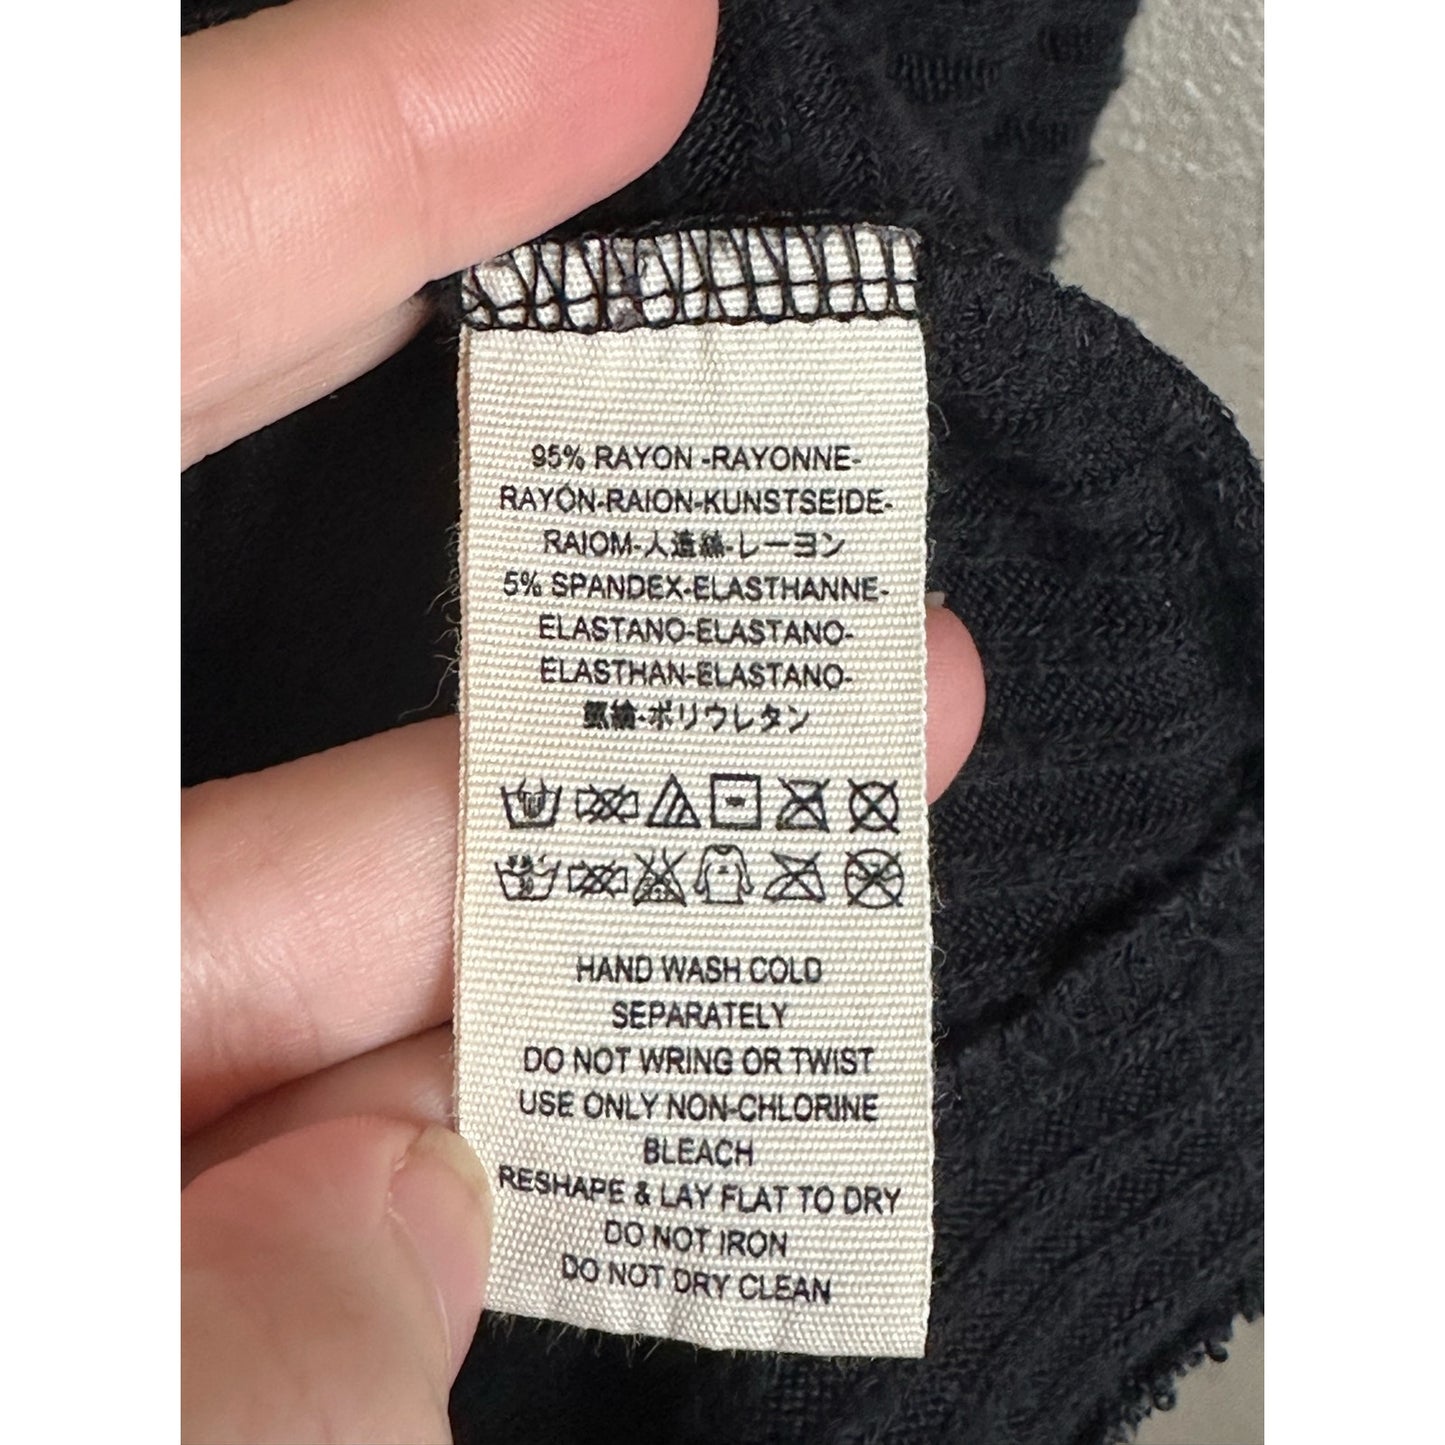 95% RAYON -RAYONNE-
RAYÓN-RAION-KUNSTSEIDE-
RAIOM-人造絲-レーヨン
5% SPANDEX-ELASTHANNE-
ELASTANO-ELASTANO-
ELASTHAN-ELASTANO-
ポリウレタン
HAND WASH COLD
SEPARATELY
DO NOT WRING OR TWIST
USE ONLY NON-CHLORINE
BLEACH
RESHAPE & LAY FLAT TO DRY
DO NOT IRON
DO NOT DRY CLEAN